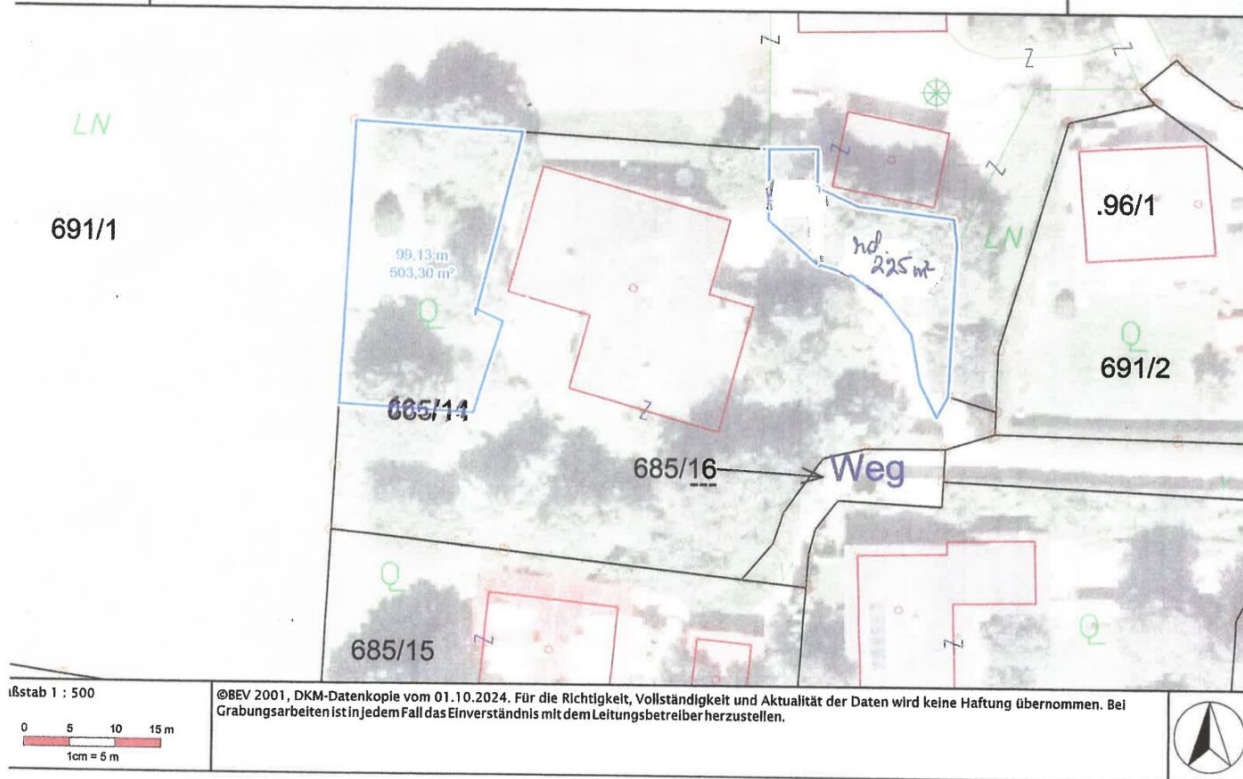 LN
691/1
99,13 m
503,30 m²
Q
665/14
Z
Z
Z
Z
Z
Z
rd.
225 m²
LN
.96/1
Q
691/2
685/16
Weg
Q
685/15
Z
Z
Q
aßstab 1 : 500
0 5 10 15 m
1cm = 5 m
©BEV 2001, DKM-Datenkopie vom 01.10.2024. Für die Richtigkeit, Vollständigkeit und Aktualität der Daten wird keine Haftung übernommen. Bei
Grabungsarbeiten ist in jedem Fall das Einverständnis mit dem Leitungsbetreiber herzustellen.